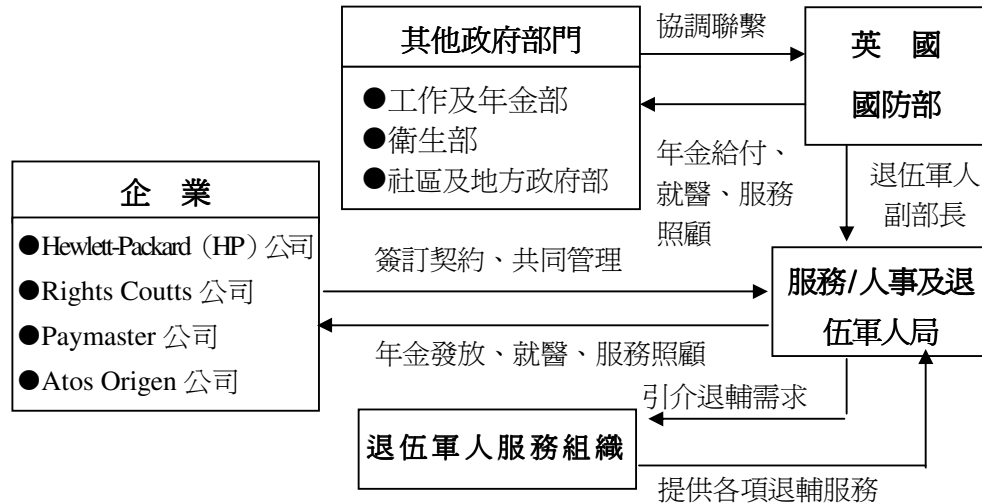 其他政府部門
●工作及年金部
●衛生部
●社區及地方政府部
協調聯繫
年金給付、
就醫、服務
照顧
英 國
國防部
退伍軍人
副部長
企 業
●Hewlett-Packard（HP）公司
●Rights Coutts 公司
●Paymaster 公司
●Atos Origen 公司
簽訂契約、共同管理
年金發放、就醫、服務照顧
服務/人事及退
伍軍人局
引介退輔需求
退伍軍人服務組織
提供各項退輔服務